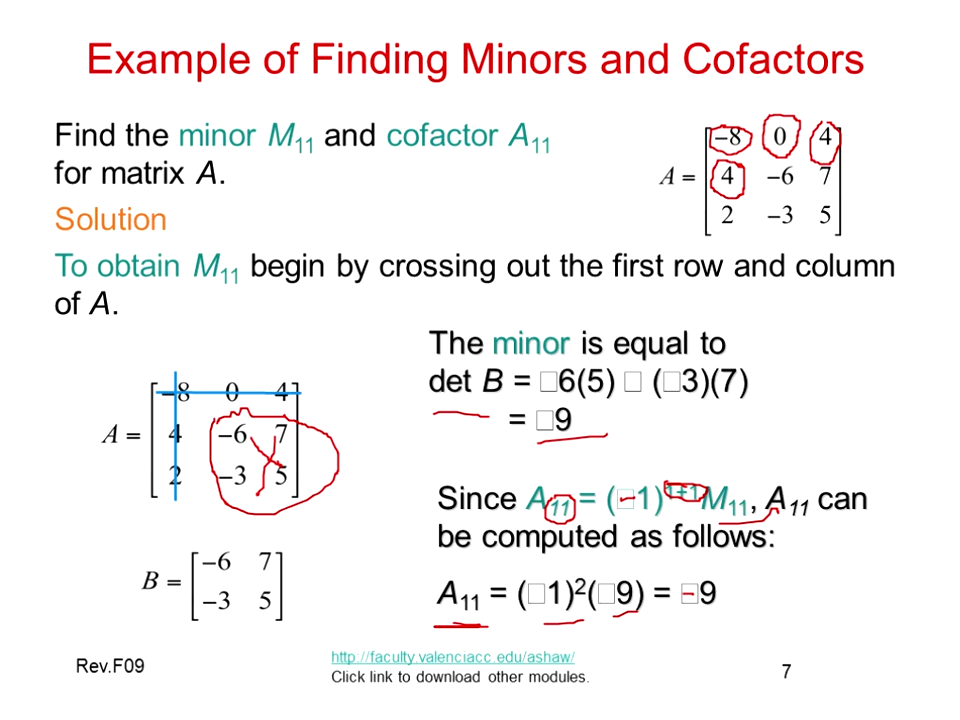 Example of Finding Minors and Cofactors
Find the minor M₁₁ and cofactor A₁₁
for matrix A.
A = [−8 0 4
4 −6 7
2 −3 5]
Solution
To obtain M₁₁ begin by crossing out the first row and column
of A.
A = [−8 0 4
4 −6 7
2 −3 5]
B = [−6 7
−3 5]
The minor is equal to
det B = □6(5) □ (□3)(7)
= □9
Since A₁₁ = (□1)¹⁺¹M₁₁, A₁₁ can
be computed as follows:
A₁₁ = (□1)²(□9) = □9
Rev.F09
http://faculty.valenciacc.edu/ashaw/
Click link to download other modules.
7